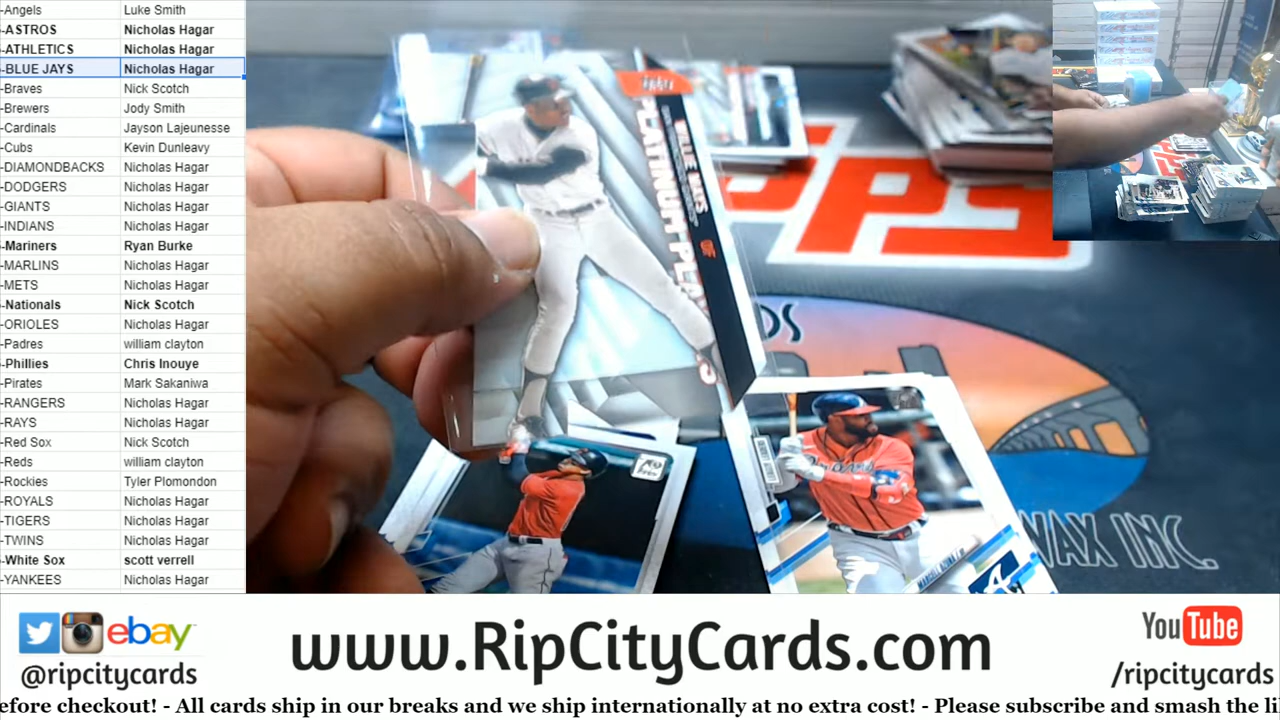 -Angels Luke Smith
-ASTROS Nicholas Hagar
-ATHLETICS Nicholas Hagar
-BLUE JAYS Nicholas Hagar
-Braves Nick Scotch
-Brewers Jody Smith
-Cardinals Jayson Lajeunesse
-Cubs Kevin Dunleavy
-DIAMONDBACKS Nicholas Hagar
-DODGERS Nicholas Hagar
-GIANTS Nicholas Hagar
-INDIANS Nicholas Hagar
-Mariners Ryan Burke
-MARLINS Nicholas Hagar
-METS Nicholas Hagar
-Nationals Nick Scotch
-ORIOLES Nicholas Hagar
-Padres william clayton
-Phillies Chris Inouye
-Pirates Mark Sakaniwa
-RANGERS Nicholas Hagar
-RAYS Nicholas Hagar
-Red Sox Nick Scotch
-Reds william clayton
-Rockies Tyler Plomondon
-ROYALS Nicholas Hagar
-TIGERS Nicholas Hagar
-TWINS Nicholas Hagar
-White Sox scott verrell
-YANKEES Nicholas Hagar
WILLIE MAYS
OF
WAX INC.
ebay
@ripcitycards
www.RipCityCards.com
YouTube
/ripcitycards
efore checkout! - All cards ship in our breaks and we ship internationally at no extra cost! - Please subscribe and smash the li